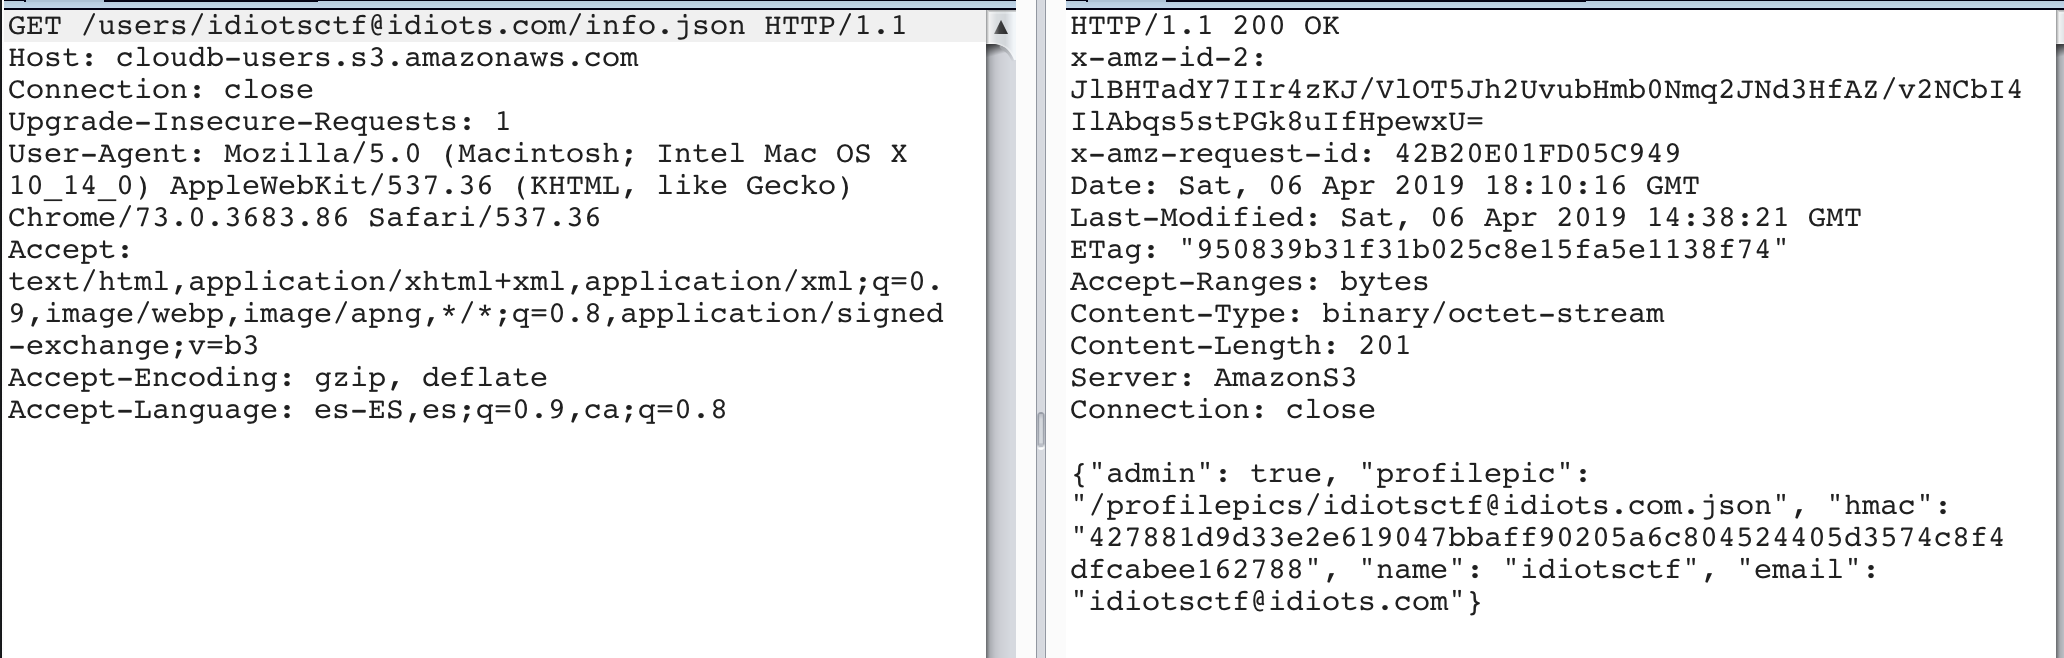 GET /users/idiotsctf@idiots.com/info.json HTTP/1.1
Host: cloudb-users.s3.amazonaws.com
Connection: close
Upgrade-Insecure-Requests: 1
User-Agent: Mozilla/5.0 (Macintosh; Intel Mac OS X
10_14_0) AppleWebKit/537.36 (KHTML, like Gecko)
Chrome/73.0.3683.86 Safari/537.36
Accept:
text/html,application/xhtml+xml,application/xml;q=0.
9,image/webp,image/apng,*/*;q=0.8,application/signed
-exchange;v=b3
Accept-Encoding: gzip, deflate
Accept-Language: es-ES,es;q=0.9,ca;q=0.8
HTTP/1.1 200 OK
x-amz-id-2:
JlBHTadY7IIr4zKJ/VlOT5Jh2UvubHmb0Nmq2JNd3HfAZ/v2NCbI4
IlAbqs5stPGk8uIfHpewxU=
x-amz-request-id: 42B20E01FD05C949
Date: Sat, 06 Apr 2019 18:10:16 GMT
Last-Modified: Sat, 06 Apr 2019 14:38:21 GMT
ETag: "950839b31f31b025c8e15fa5e1138f74"
Accept-Ranges: bytes
Content-Type: binary/octet-stream
Content-Length: 201
Server: AmazonS3
Connection: close
{"admin": true, "profilepic":
"/profilepics/idiotsctf@idiots.com.json", "hmac":
"427881d9d33e2e619047bbaff90205a6c804524405d3574c8f4
dfcabee162788", "name": "idiotsctf", "email":
"idiotsctf@idiots.com"}